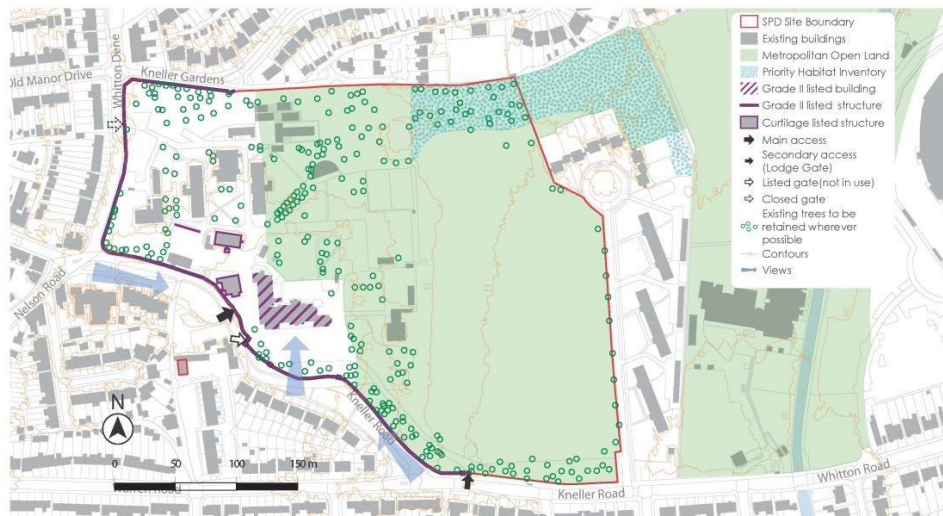 SPD Site Boundary
Existing buildings
Metropolitan Open Land
Priority Habitat Inventory
Grade II listed building
Grade II listed structure
Curtilage listed structure
Main access
Secondary access
(Lodge Gate)
Listed gate(not in use)
Closed gate
Existing trees to be
retained wherever
possible
Contours
Views
Old Manor Drive
Whitton Dene
Kneller Gardens
Nelson Road
Kneller Road
N
0 50 100 150 m
Warren Road
Kneller Road
Whitton Road